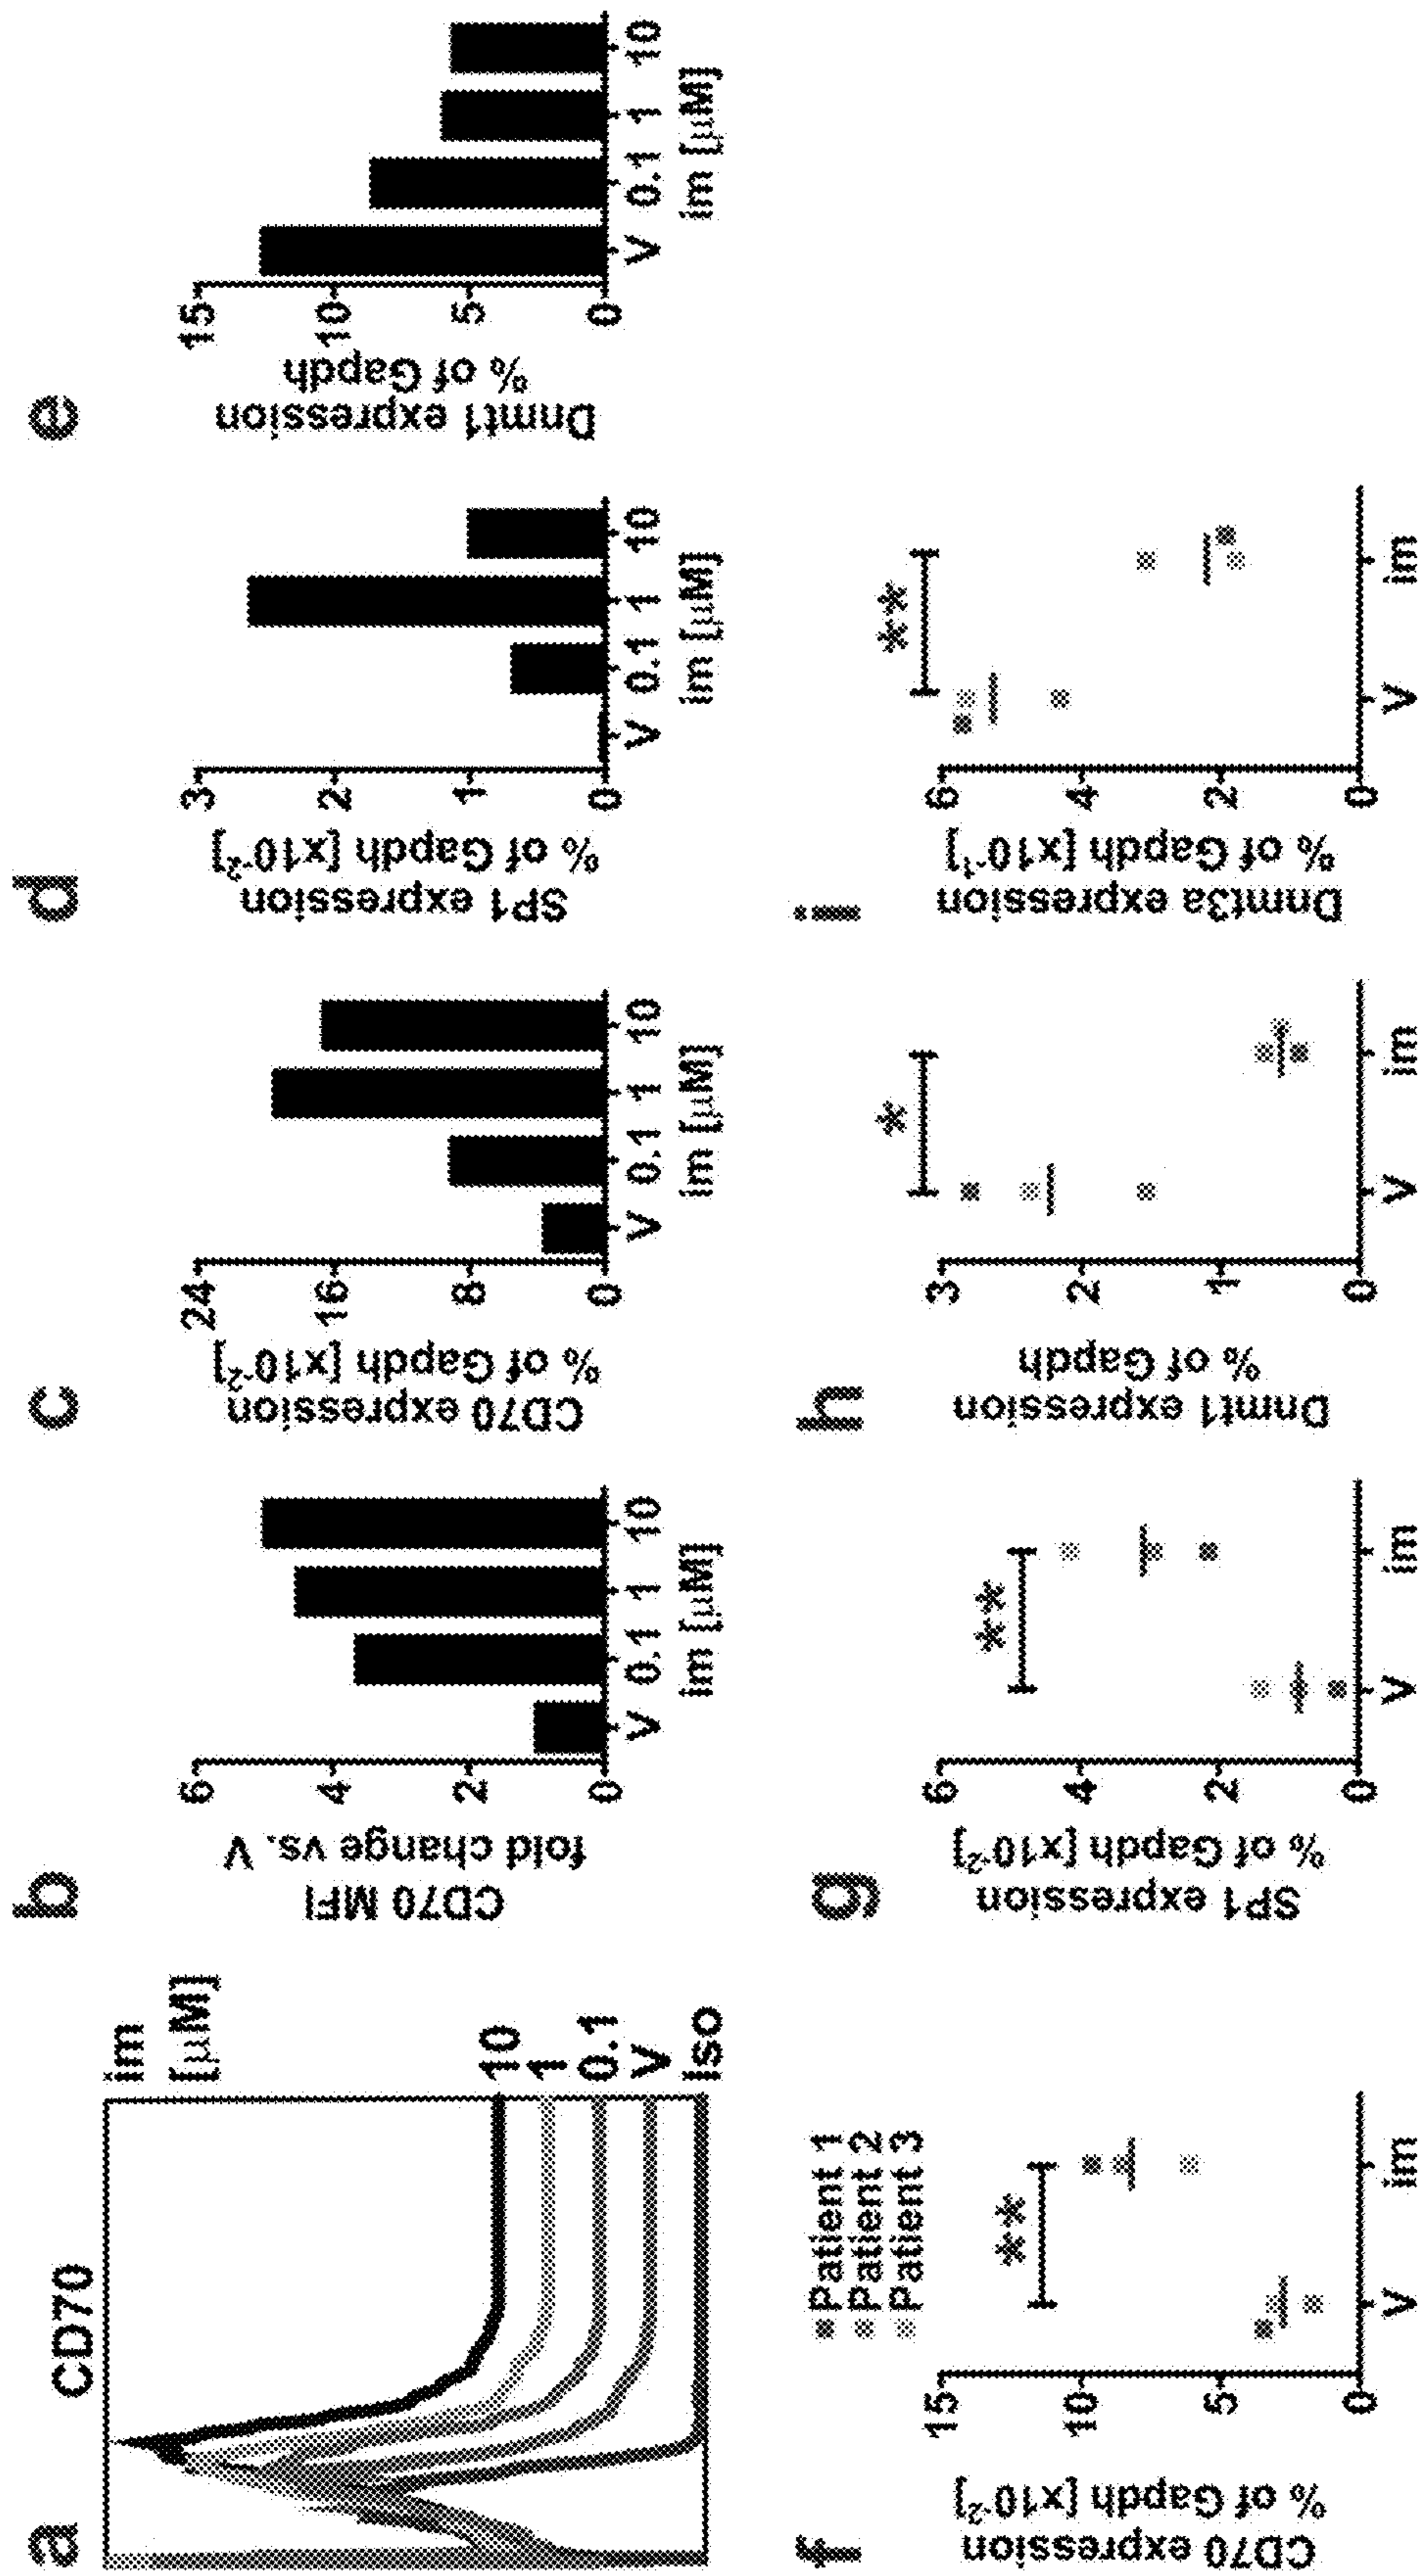 a
CD70
im
[µM]
10
1
0.1
V
Iso
b
CD70 MFI
fold change vs. V
6
4
2
0
V 0.1 1 10
im [µM]
c
CD70 expression
% of Gapdh [x10-2]
24
16
8
0
V 0.1 1 10
im [µM]
d
SP1 expression
% of Gapdh [x10-2]
3
2
1
0
V 0.1 1 10
im [µM]
e
Dnmt1 expression
% of Gapdh
15
10
5
0
V 0.1 1 10
im [µM]
f
CD70 expression
% of Gapdh [x10-2]
Patient 1
Patient 2
Patient 3
15
10
5
0
**
V im
g
SP1 expression
% of Gapdh [x10-2]
6
4
2
0
**
V im
h
Dnmt1 expression
% of Gapdh
3
2
1
0
*
V im
i
Dnmt3a expression
% of Gapdh [x10-1]
6
4
2
0
**
V im